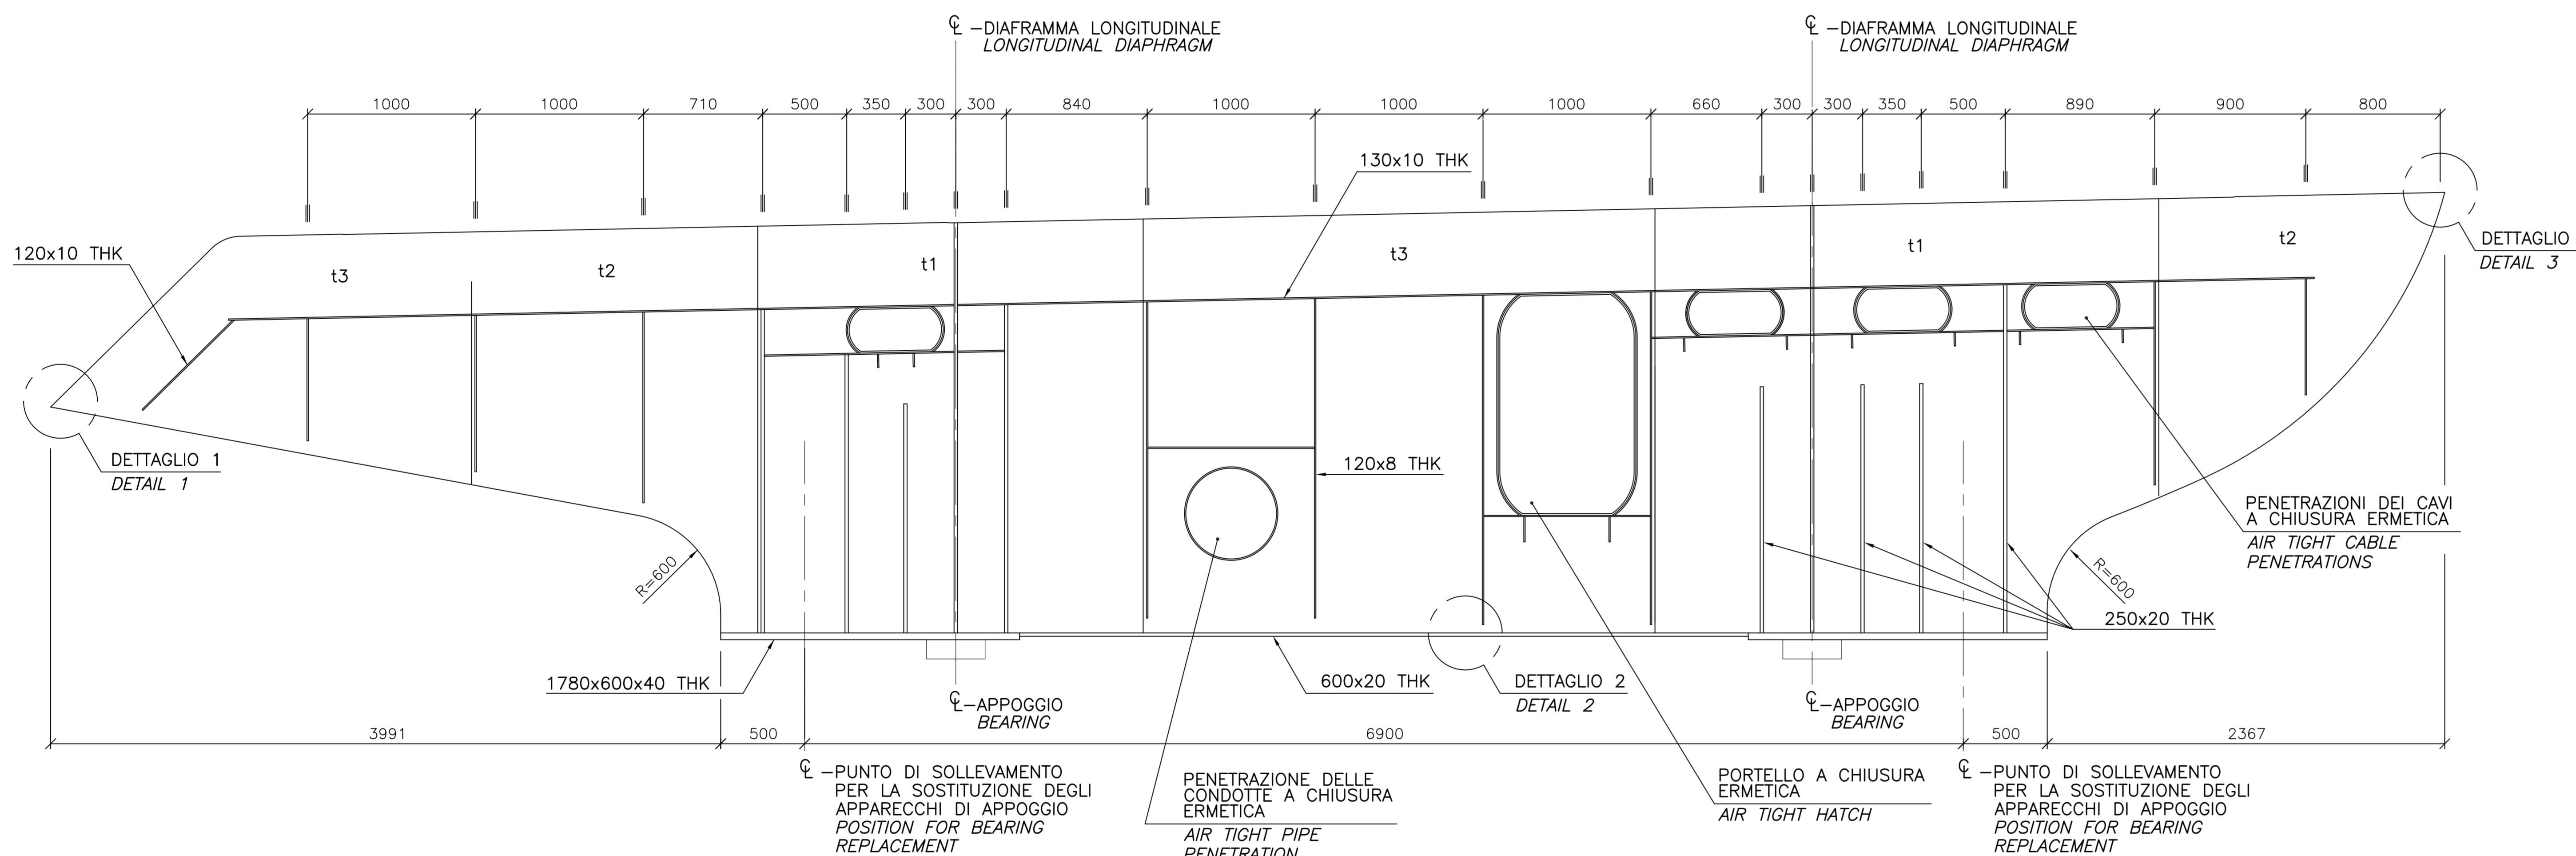 ℄ -DIAFRAMMA LONGITUDINALE
LONGITUDINAL DIAPHRAGM
℄ -DIAFRAMMA LONGITUDINALE
LONGITUDINAL DIAPHRAGM
1000 1000 710 500 350 300 300 840 1000 1000 1000 660 300 300 350 500 890 900 800
130x10 THK
120x10 THK
t3 t2 t1 t3 t1 t2
DETTAGLIO
DETAIL 3
DETTAGLIO 1
DETAIL 1
120x8 THK
PENETRAZIONI DEI CAVI
A CHIUSURA ERMETICA
AIR TIGHT CABLE
PENETRATIONS
R=600
R=600
250x20 THK
1780x600x40 THK
600x20 THK
DETTAGLIO 2
DETAIL 2
℄-APPOGGIO
BEARING
℄-APPOGGIO
BEARING
3991 500 6900 500 2367
℄ -PUNTO DI SOLLEVAMENTO
PER LA SOSTITUZIONE DEGLI
APPARECCHI DI APPOGGIO
POSITION FOR BEARING
REPLACEMENT
PENETRAZIONE DELLE
CONDOTTE A CHIUSURA
ERMETICA
AIR TIGHT PIPE
PENETRATION
PORTELLO A CHIUSURA
ERMETICA
AIR TIGHT HATCH
℄ -PUNTO DI SOLLEVAMENTO
PER LA SOSTITUZIONE DEGLI
APPARECCHI DI APPOGGIO
POSITION FOR BEARING
REPLACEMENT